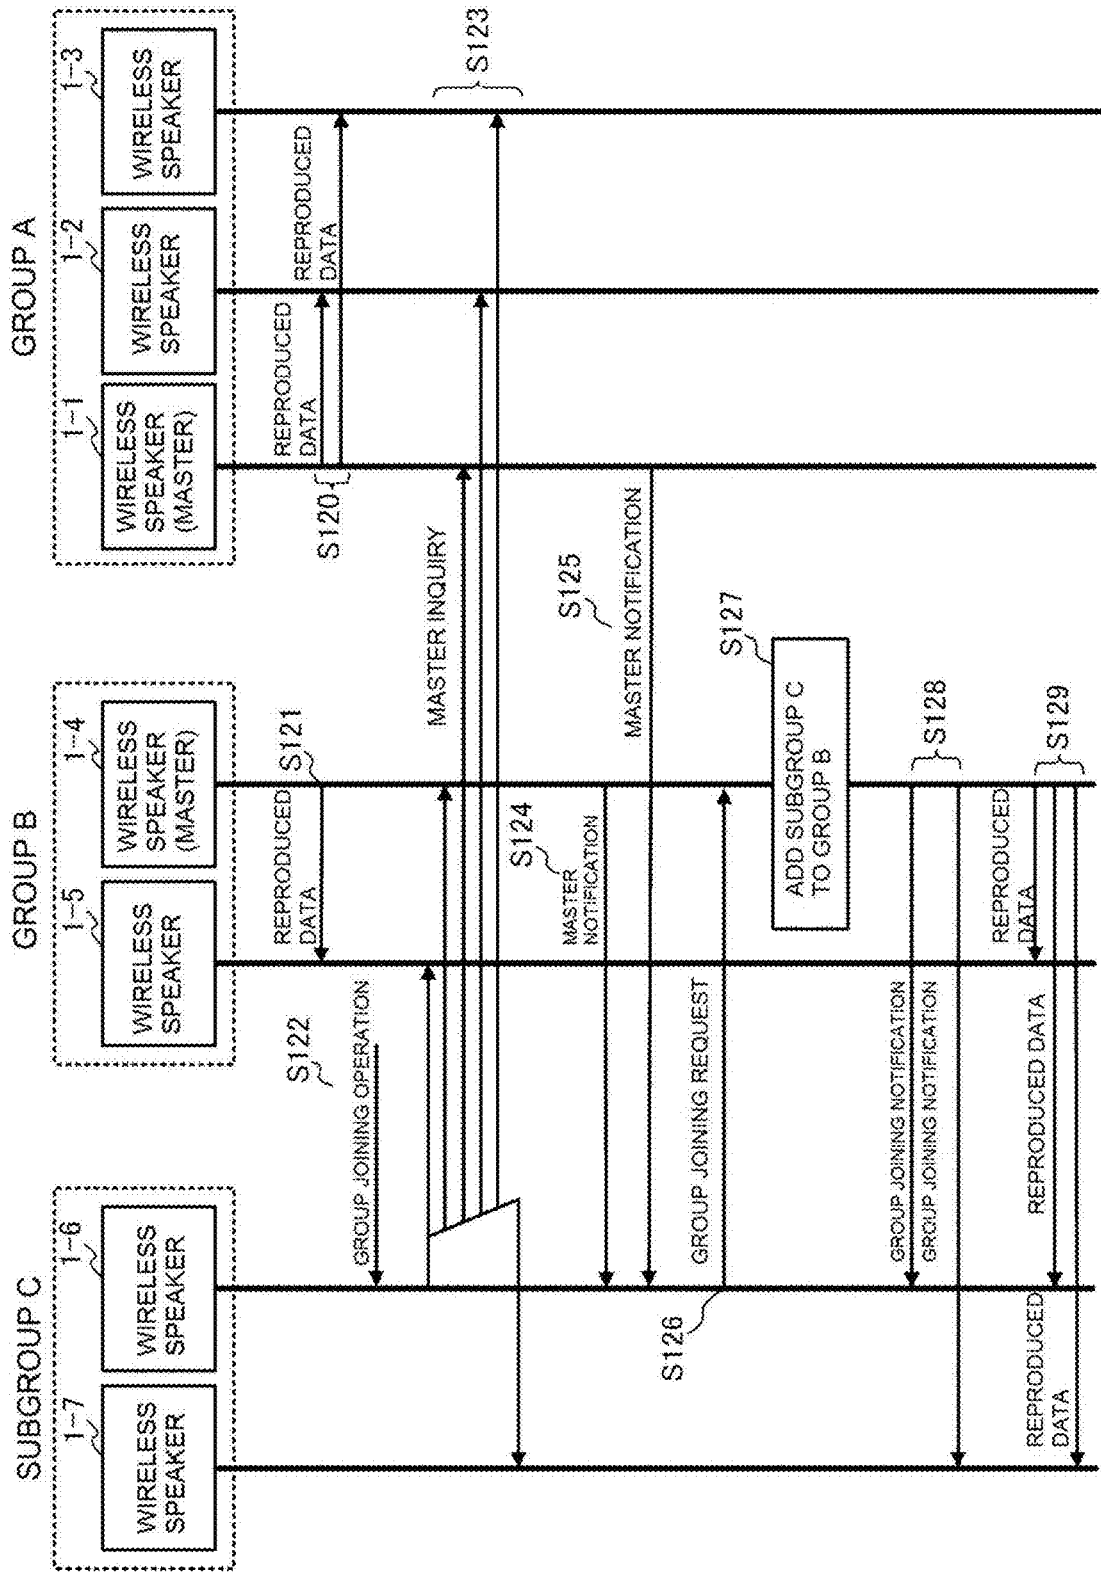 SUBGROUP C
GROUP B
GROUP A
1-7
1-6
1-5
1-4
1-1
1-2
1-3
WIRELESS
SPEAKER
WIRELESS
SPEAKER
WIRELESS
SPEAKER
WIRELESS
SPEAKER
(MASTER)
WIRELESS
SPEAKER
(MASTER)
WIRELESS
SPEAKER
WIRELESS
SPEAKER
REPRODUCED
DATA
S121
S120
REPRODUCED
DATA
REPRODUCED
DATA
S122
GROUP JOINING OPERATION
MASTER INQUIRY
S123
S124
MASTER
NOTIFICATION
S125
MASTER NOTIFICATION
S126
GROUP JOINING REQUEST
S127
ADD SUBGROUP C
TO GROUP B
GROUP JOINING NOTIFICATION
GROUP JOINING NOTIFICATION
S128
REPRODUCED
DATA
REPRODUCED DATA
REPRODUCED
DATA
S129